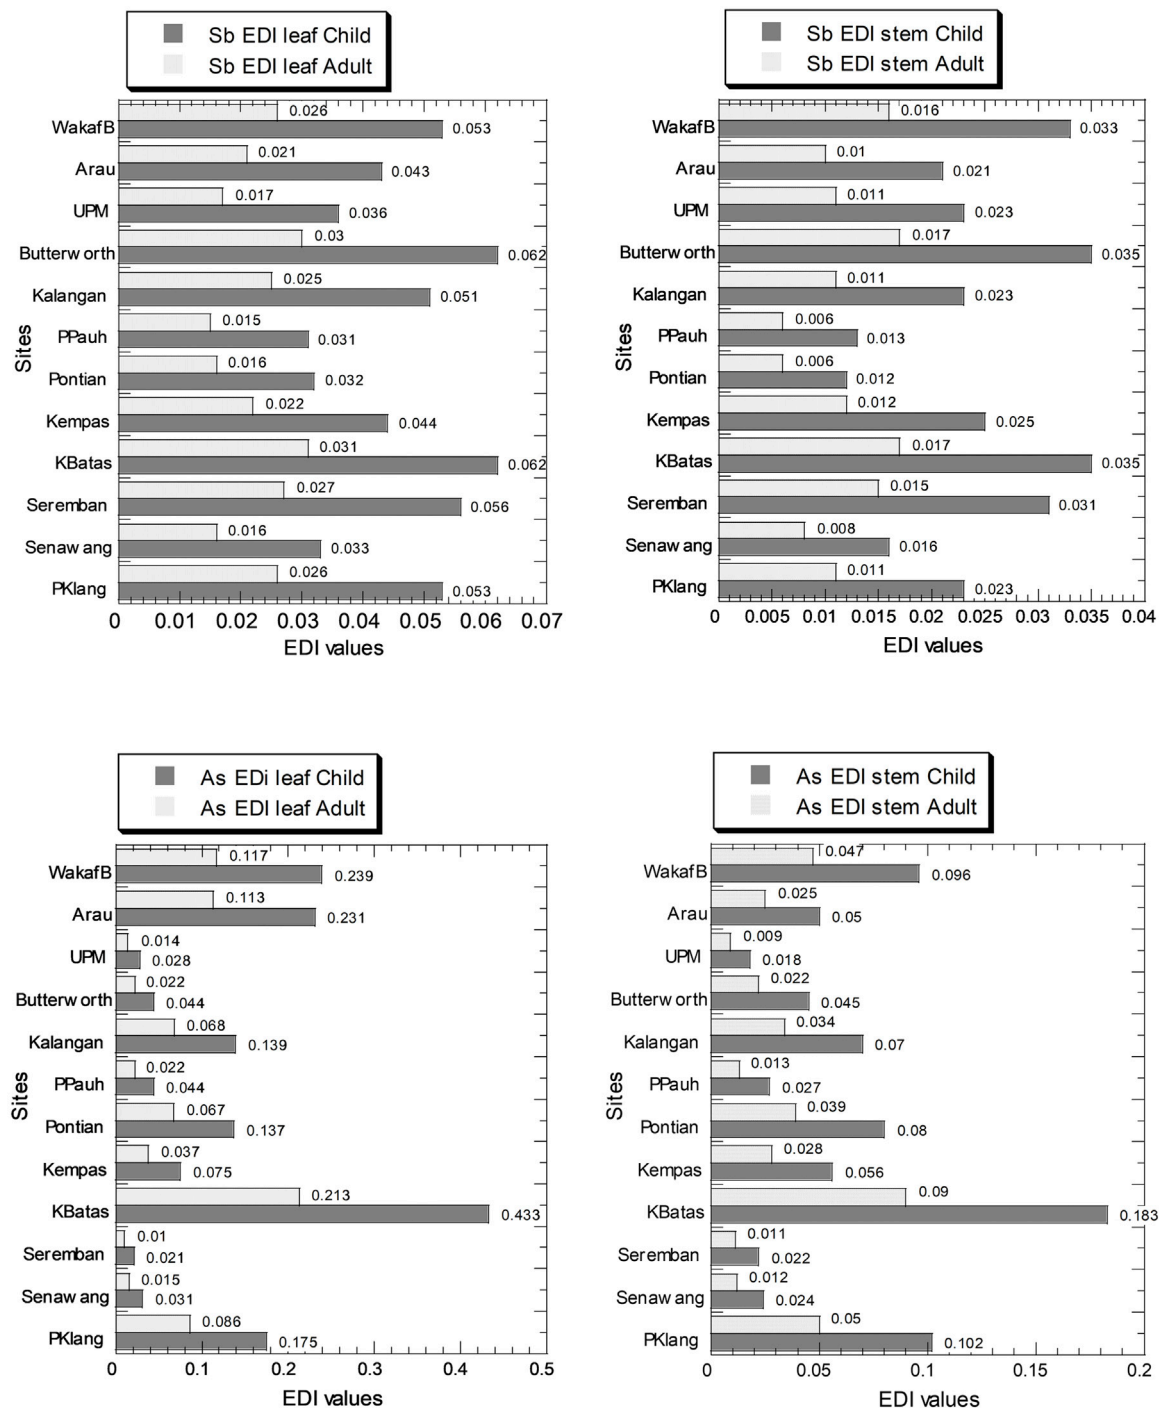 Sb EDI leaf Child
Sb EDI leaf Adult
0.026
WakafB
0.053
0.021
Arau
0.043
0.017
UPM
0.036
0.03
Butterworth
0.062
0.025
Kalangan
0.051
0.015
PPauh
0.031
0.016
Pontian
0.032
0.022
Kempas
0.044
0.031
KBatas
0.062
0.027
Seremban
0.056
0.016
Senawang
0.033
0.026
PKlang
0.053
Sites
0 0.01 0.02 0.03 0.04 0.05 0.06 0.07
EDI values
Sb EDI stem Child
Sb EDI stem Adult
0.016
WakafB
0.033
0.01
Arau
0.021
0.011
UPM
0.023
0.017
Butterworth
0.035
0.011
Kalangan
0.023
0.006
PPauh
0.013
0.006
Pontian
0.012
0.012
Kempas
0.025
0.017
KBatas
0.035
0.015
Seremban
0.031
0.008
Senawang
0.016
0.011
PKlang
0.023
Sites
0 0.005 0.01 0.015 0.02 0.025 0.03 0.035 0.04
EDI values
As EDi leaf Child
As EDI leaf Adult
0.117
WakafB
0.239
0.113
Arau
0.231
0.014
UPM
0.028
0.022
Butterworth
0.044
0.068
Kalangan
0.139
0.022
PPauh
0.044
0.067
Pontian
0.137
0.037
Kempas
0.075
0.213
KBatas
0.433
0.01
Seremban
0.021
0.015
Senawang
0.031
0.086
PKlang
0.175
Sites
0 0.1 0.2 0.3 0.4 0.5
EDI values
As EDI stem Child
As EDI stem Adult
0.047
WakafB
0.096
0.025
Arau
0.05
0.009
UPM
0.018
0.022
Butterworth
0.045
0.034
Kalangan
0.07
0.013
PPauh
0.027
0.039
Pontian
0.08
0.028
Kempas
0.056
0.09
KBatas
0.183
0.011
Seremban
0.022
0.012
Senawang
0.024
0.05
PKlang
0.102
Sites
0 0.05 0.1 0.15 0.2
EDI values